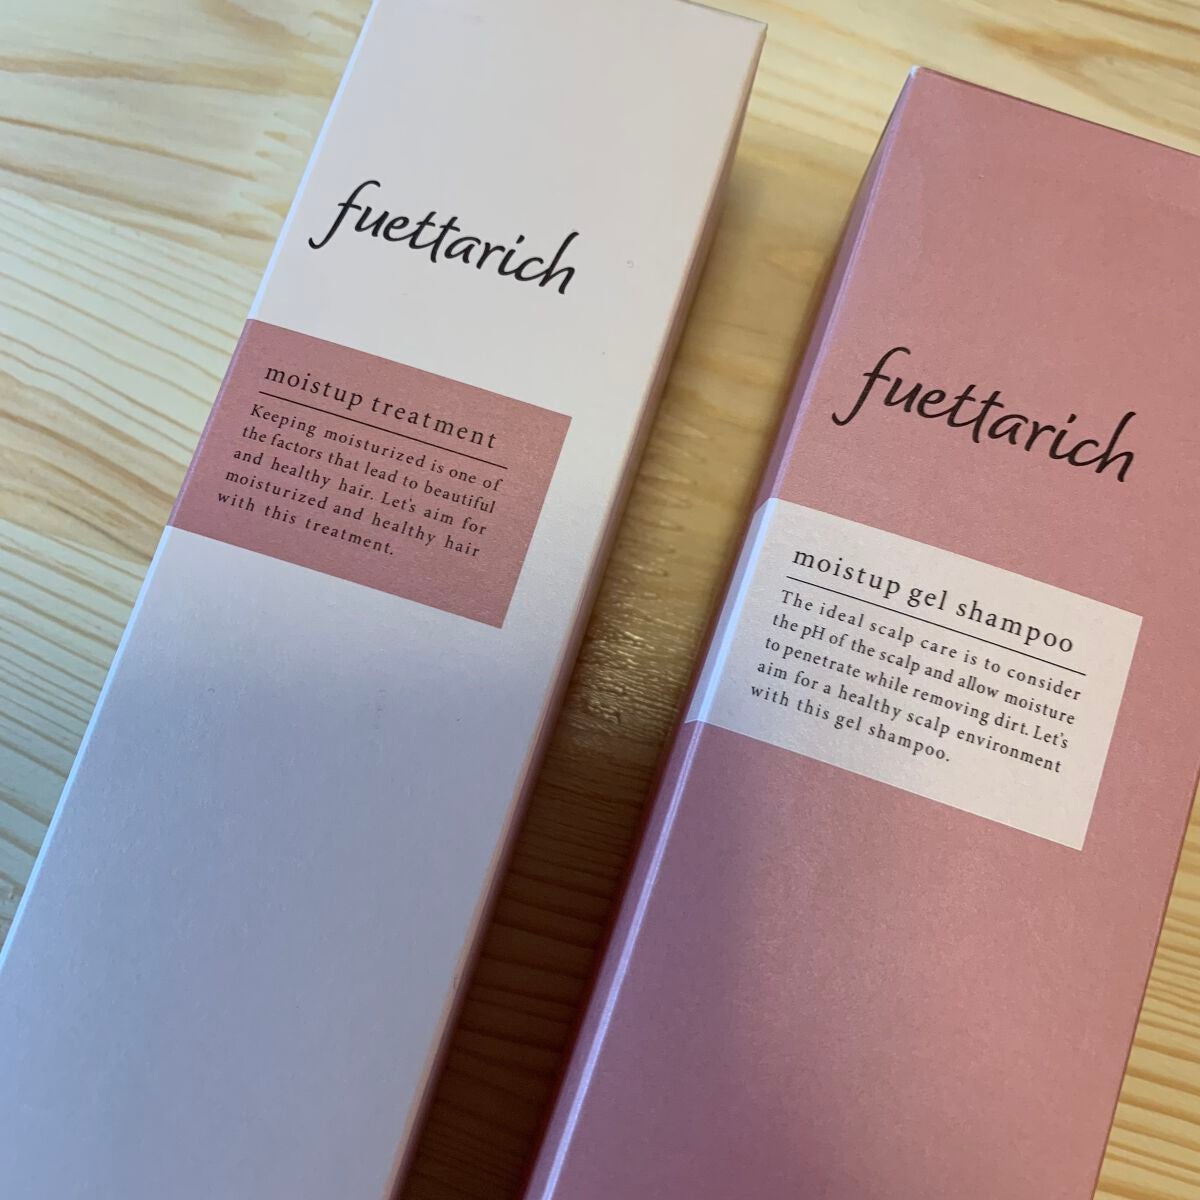 fuettarich
moistup treatment
Keeping moisturized is one of
the factors that lead to beautiful
and healthy hair. Let's aim for
moisturized and healthy hair
with this treatment.
fuettarich
moistup gel shampoo
The ideal scalp care is to consider
the pH of the scalp and allow moisture
to penetrate while removing dirt. Let's
aim for a healthy scalp environment
with this gel shampoo.